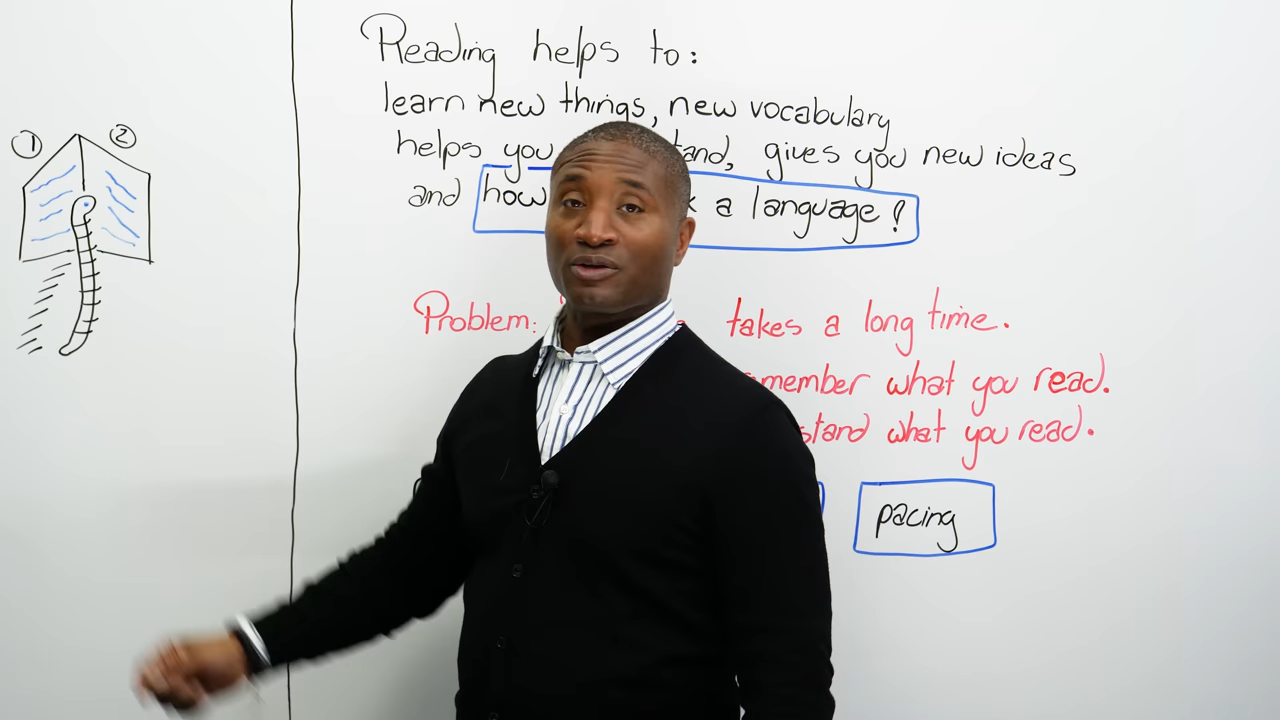 ① ②
Reading helps to:
learn new things, new vocabulary
helps you tand, gives you new ideas
and how a language!
Problem: takes a long time.
member what you read.
stand what you read.
pacing